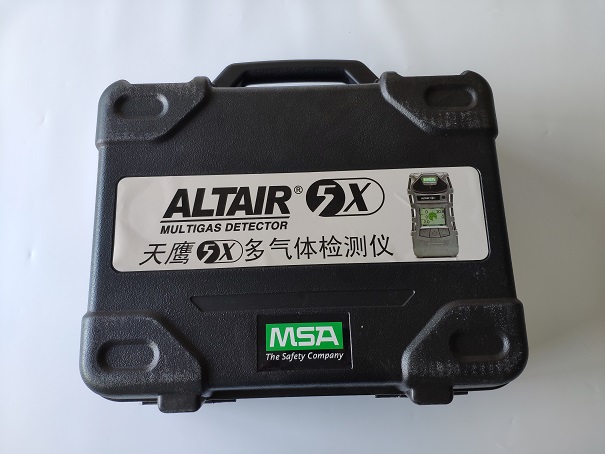 ALTAIR® 5X
MULTIGAS DETECTOR
天鹰5X多气体检测仪
MSA
The Safety Company